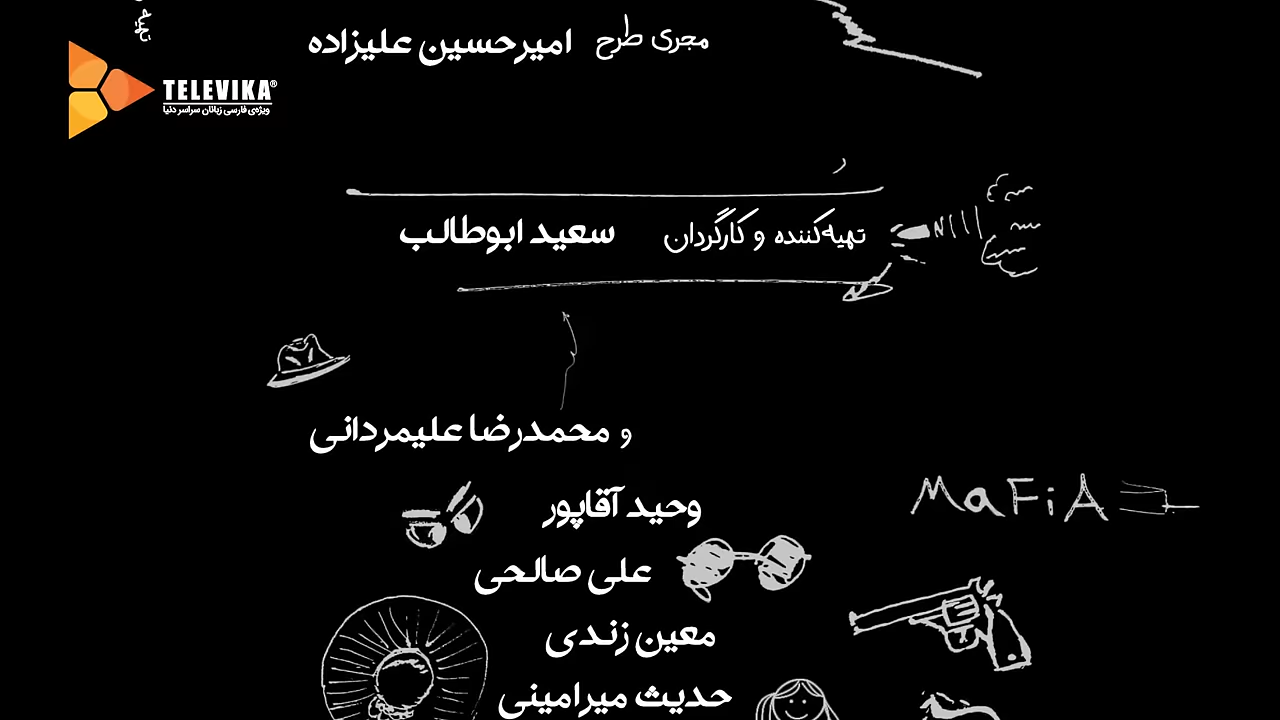 تهیه
مجری طرح امیرحسین علیزاده
TELEVIKA®
ویژه‌ی فارسی زبانان سراسر دنیا
تهیه‌کننده و کارگردان سعید ابوطالب
و محمدرضا علیمردانی
MaFiA
وحید آقاپور
علی صالحی
معین زندی
حدیث میرامینی